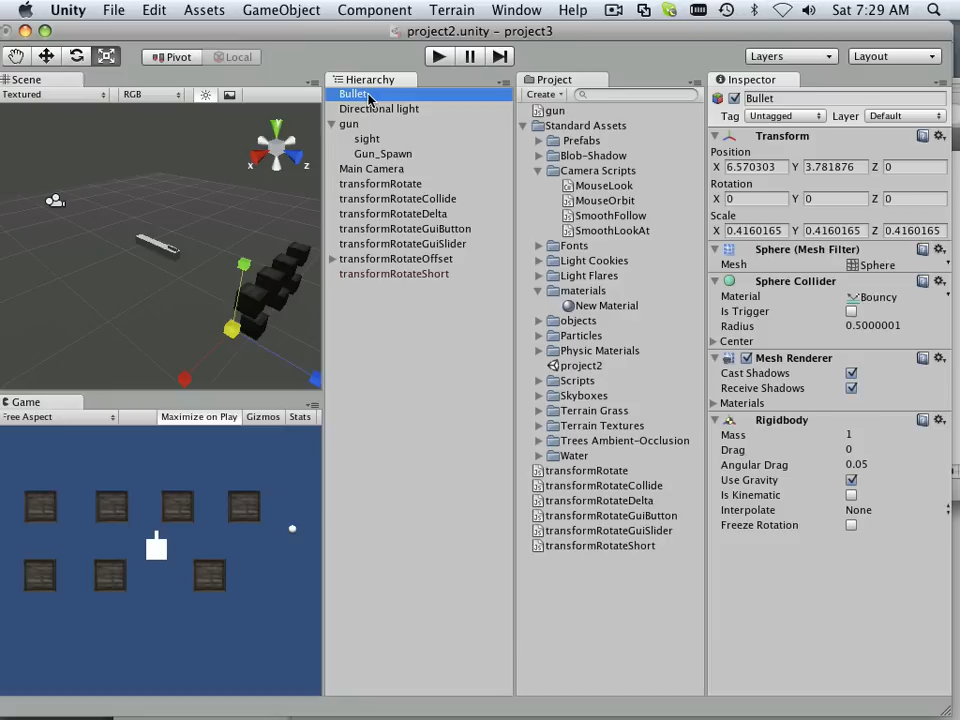 Unity File Edit Assets GameObject Component Terrain Window Help Sat 7:29 AM
project2.unity - project3
Pivot Local Layers Layout
Scene
Textured RGB
y
x z
Hierarchy
Bullet
Directional light
gun
sight
Gun_Spawn
Main Camera
transformRotate
transformRotateCollide
transformRotateDelta
transformRotateGuiButton
transformRotateGuiSlider
transformRotateOffset
transformRotateShort
Project
Create
gun
Standard Assets
Prefabs
Blob-Shadow
Camera Scripts
MouseLook
MouseOrbit
SmoothFollow
SmoothLookAt
Fonts
Light Cookies
Light Flares
materials
New Material
objects
Particles
Physic Materials
project2
Scripts
Skyboxes
Terrain Grass
Terrain Textures
Trees Ambient-Occlusion
Water
transformRotate
transformRotateCollide
transformRotateDelta
transformRotateGuiButton
transformRotateGuiSlider
transformRotateShort
Inspector
Bullet
Tag Untagged Layer Default
Transform
Position
X 6.570303 Y 3.781876 Z 0
Rotation
X 0 Y 0 Z 0
Scale
X 0.4160165 Y 0.4160165 Z 0.4160165
Sphere (Mesh Filter)
Mesh Sphere
Sphere Collider
Material Bouncy
Is Trigger
Radius 0.5000001
Center
Mesh Renderer
Cast Shadows
Receive Shadows
Materials
Rigidbody
Mass 1
Drag 0
Angular Drag 0.05
Use Gravity
Is Kinematic
Interpolate None
Freeze Rotation
Game
Free Aspect Maximize on Play Gizmos Stats